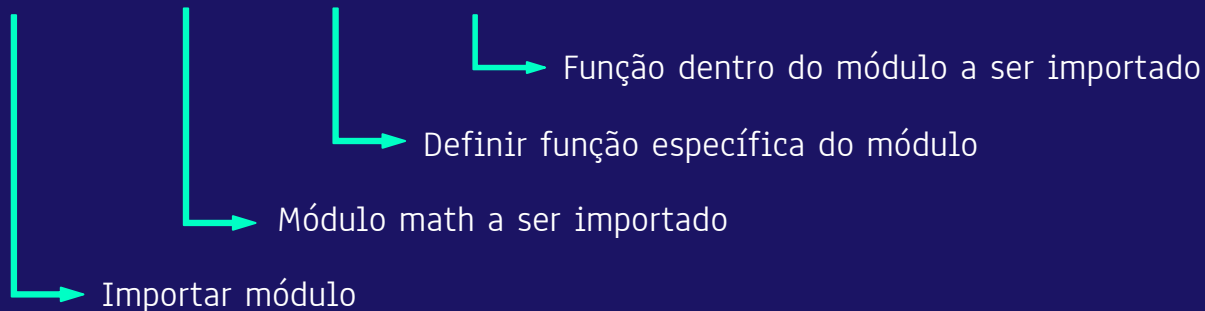 Função dentro do módulo a ser importado
Definir função específica do módulo
Módulo math a ser importado
Importar módulo